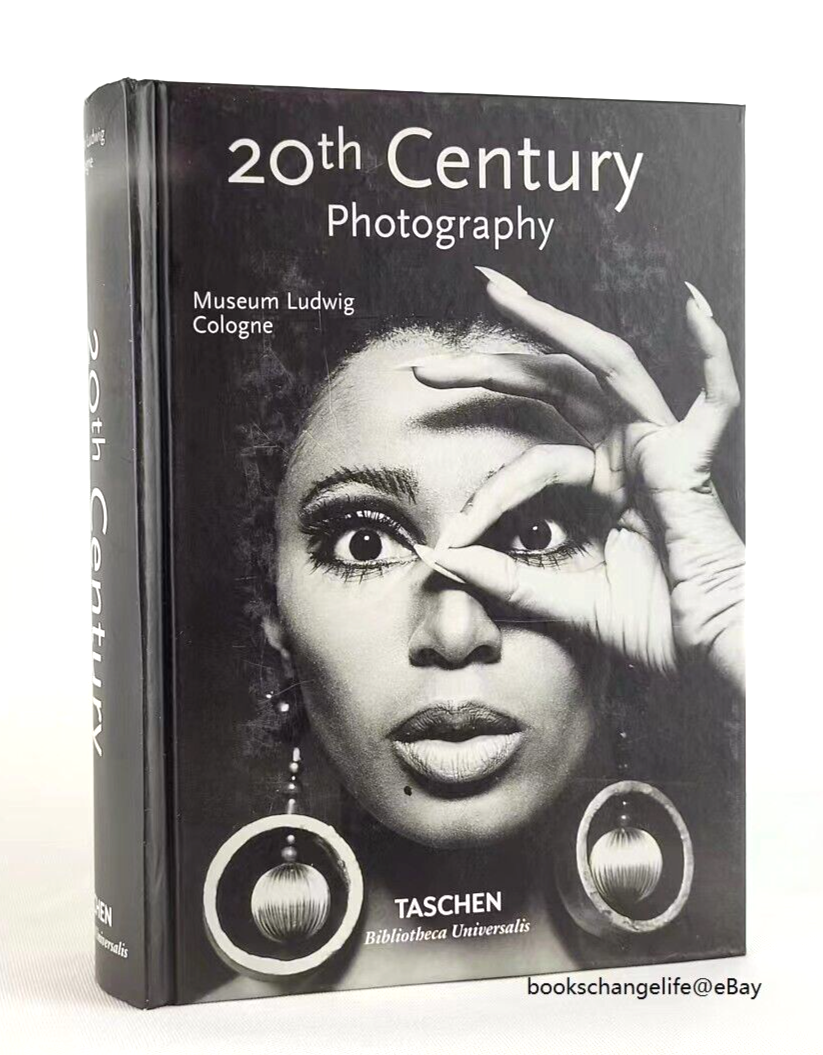 20th Century
Photography
Museum Ludwig
Cologne
TASCHEN
Bibliotheca Universalis
20th Century
bookschangelife@eBay